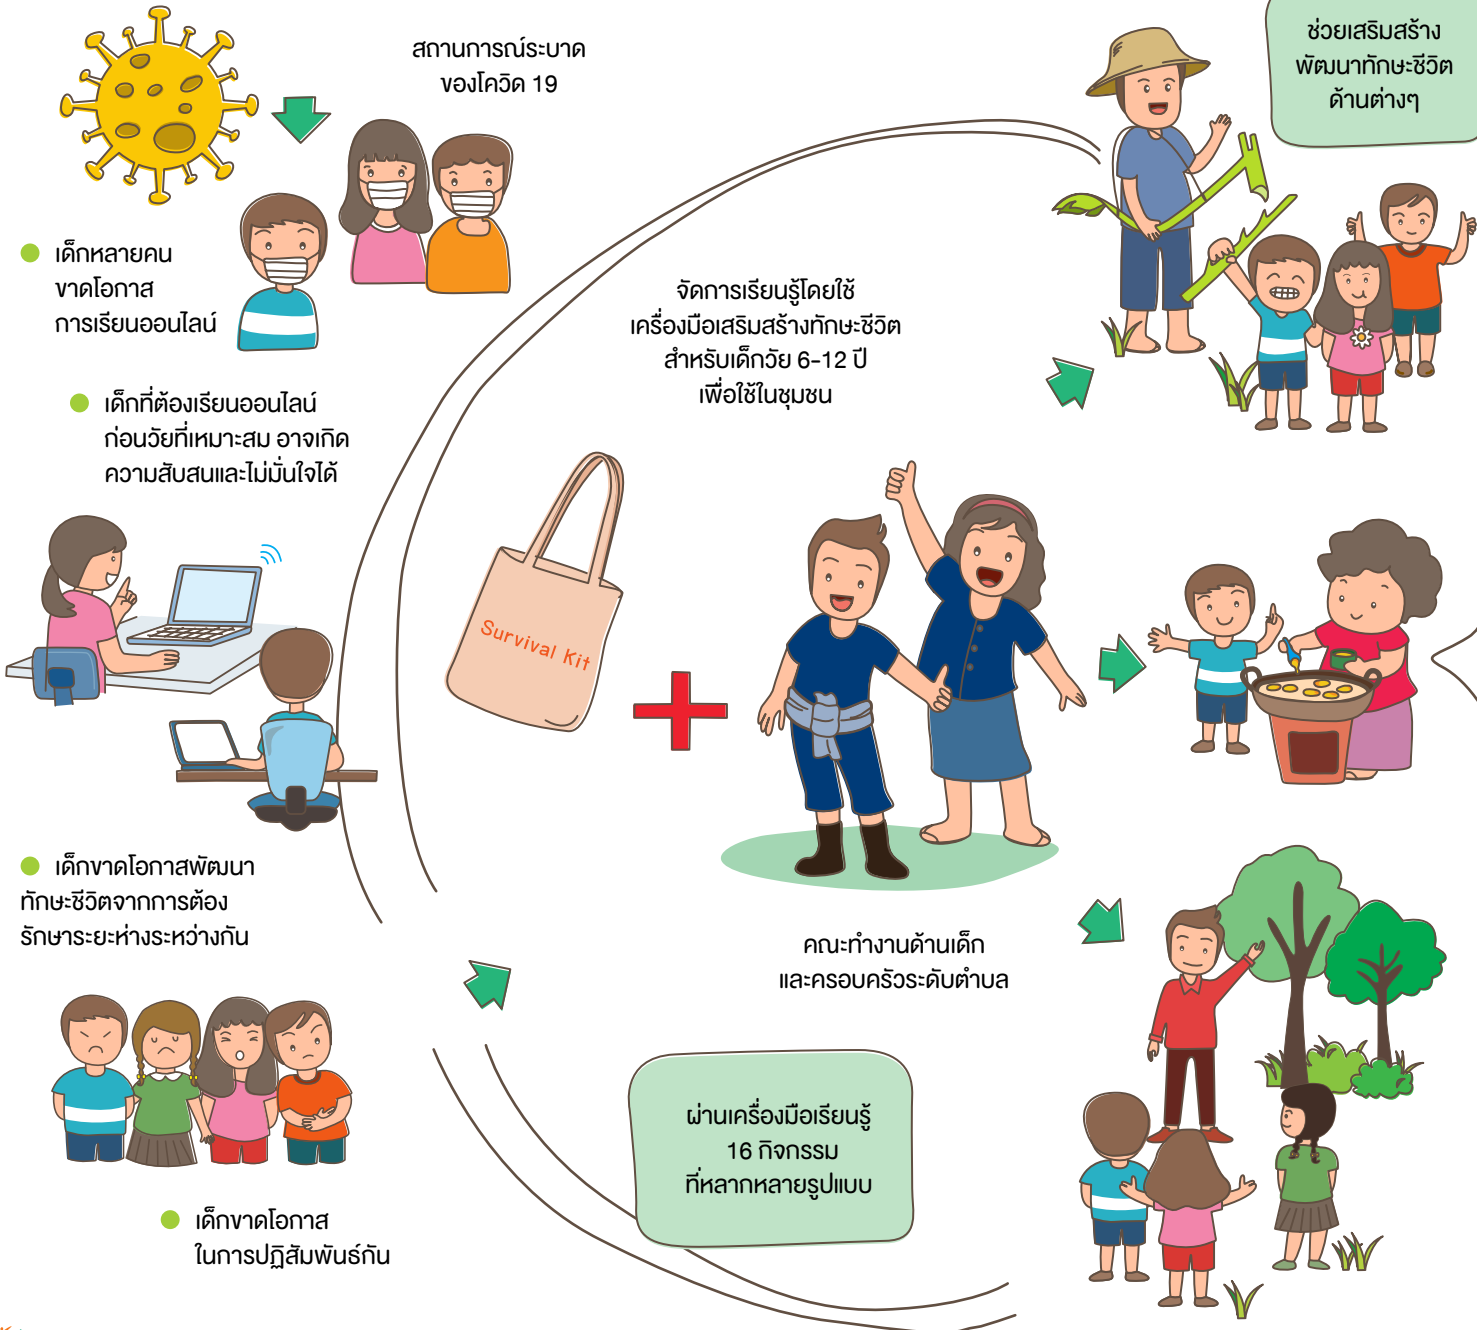 สถานการณ์ระบาด
ของโควิด 19
เด็กหลายคน
ขาดโอกาส
การเรียนออนไลน์
เด็กที่ต้องเรียนออนไลน์
ก่อนวัยที่เหมาะสม อาจเกิด
ความสับสนและไม่มั่นใจได้
เด็กขาดโอกาสพัฒนา
ทักษะชีวิตจากการต้อง
รักษาระยะห่างระหว่างกัน
เด็กขาดโอกาส
ในการปฏิสัมพันธ์กัน
จัดการเรียนรู้โดยใช้
เครื่องมือเสริมสร้างทักษะชีวิต
สำหรับเด็กวัย 6-12 ปี
เพื่อใช้ในชุมชน
Survival Kit
คณะทำงานด้านเด็ก
และครอบครัวระดับตำบล
ผ่านเครื่องมือเรียนรู้
16 กิจกรรม
ที่หลากหลายรูปแบบ
ช่วยเสริมสร้าง
พัฒนาทักษะชีวิต
ด้านต่างๆ